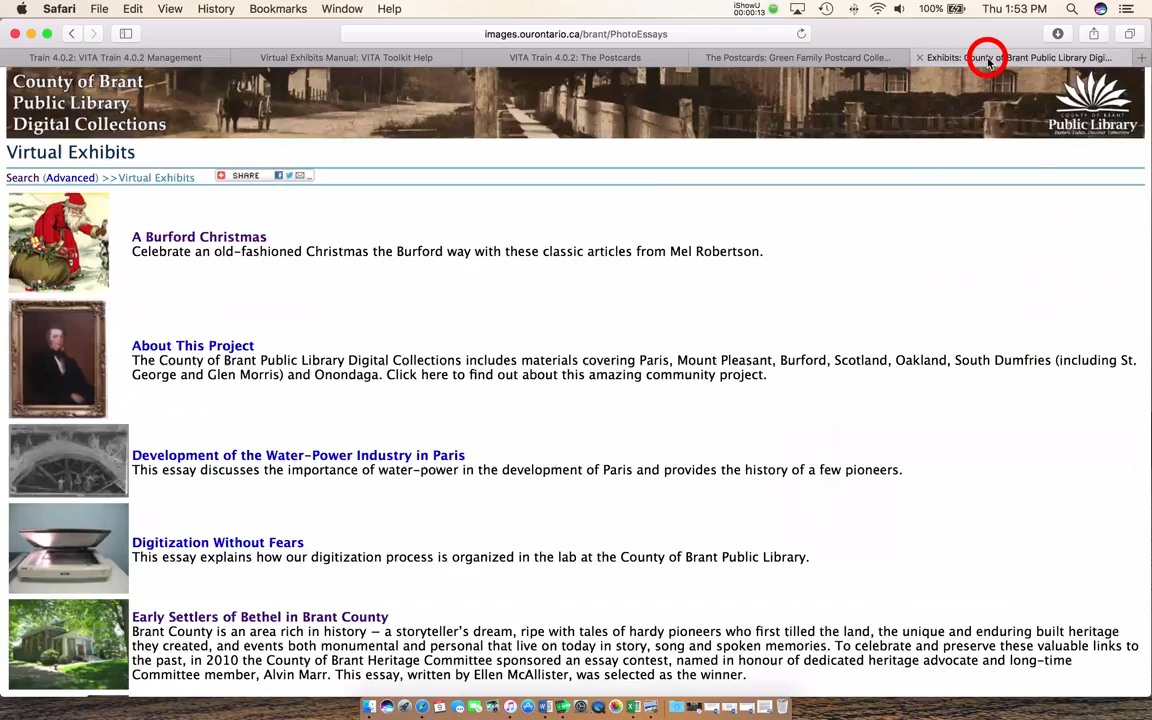 Safari File Edit View History Bookmarks Window Help iShowU 00:00:13 100% Thu 1:53 PM
images.ourontario.ca/brant/PhotoEssays
Train 4.0.2: VITA Train 4.0.2 Management Virtual Exhibits Manual: VITA Toolkit Help VITA Train 4.0.2: The Postcards The Postcards: Green Family Postcard Colle... Exhibits: County of Brant Public Library Digi...
County of Brant
Public Library
Digital Collections
COUNTY OF BRANT
Public Library
Virtual Exhibits
Search (Advanced) >>Virtual Exhibits SHARE
A Burford Christmas
Celebrate an old-fashioned Christmas the Burford way with these classic articles from Mel Robertson.
About This Project
The County of Brant Public Library Digital Collections includes materials covering Paris, Mount Pleasant, Burford, Scotland, Oakland, South Dumfries (including St.
George and Glen Morris) and Onondaga. Click here to find out about this amazing community project.
Development of the Water-Power Industry in Paris
This essay discusses the importance of water-power in the development of Paris and provides the history of a few pioneers.
Digitization Without Fears
This essay explains how our digitization process is organized in the lab at the County of Brant Public Library.
Early Settlers of Bethel in Brant County
Brant County is an area rich in history – a storyteller's dream, ripe with tales of hardy pioneers who first tilled the land, the unique and enduring built heritage
they created, and events both monumental and personal that live on today in story, song and spoken memories. To celebrate and preserve these valuable links to
the past, in 2010 the County of Brant Heritage Committee sponsored an essay contest, named in honour of dedicated heritage advocate and long-time
Committee member, Alvin Marr. This essay, written by Ellen McAllister, was selected as the winner.